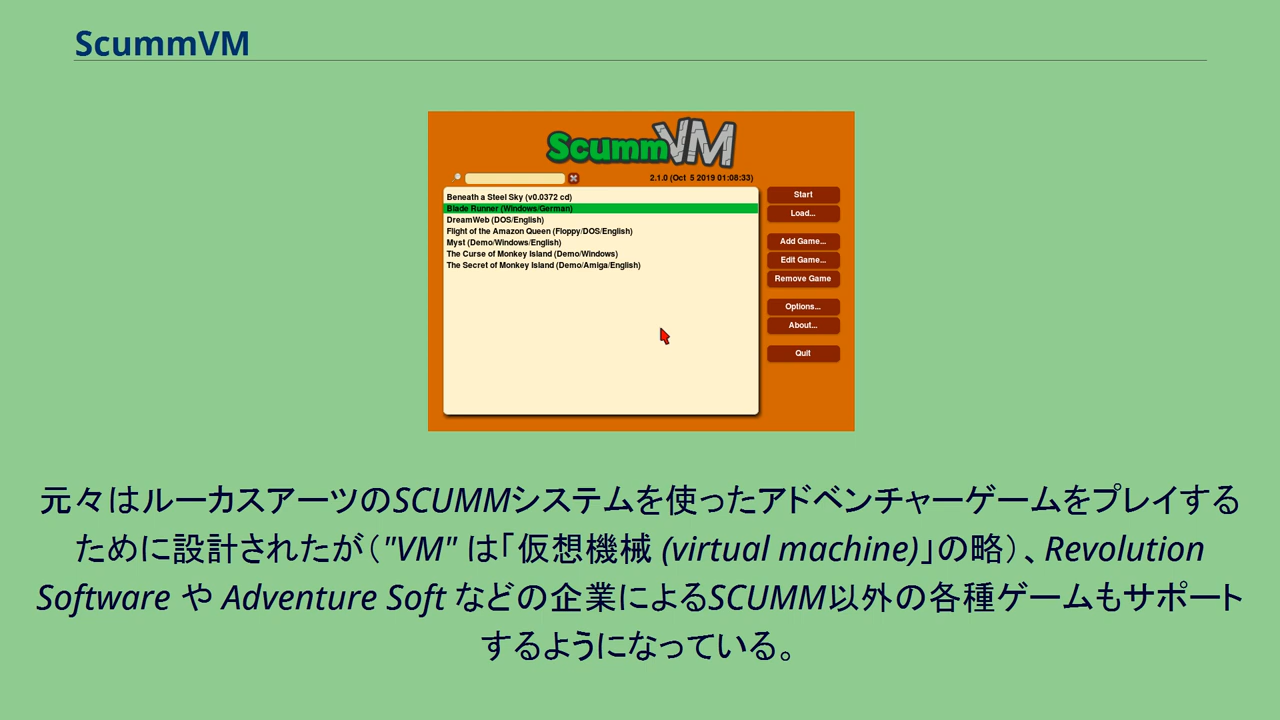 ScummVM
ScummVM
2.1.0 (Oct 5 2019 01:08:33)
Beneath a Steel Sky (v0.0372 cd)
Blade Runner (Windows/German)
DreamWeb (DOS/English)
Flight of the Amazon Queen (Floppy/DOS/English)
Myst (Demo/Windows/English)
The Curse of Monkey Island (Demo/Windows)
The Secret of Monkey Island (Demo/Amiga/English)
Start
Load...
Add Game...
Edit Game...
Remove Game
Options...
About...
Quit
元々はルーカスアーツのSCUMMシステムを使ったアドベンチャーゲームをプレイする
ために設計されたが（"VM" は「仮想機械 (virtual machine)」の略）、Revolution
Software や Adventure Soft などの企業によるSCUMM以外の各種ゲームもサポート
するようになっている。